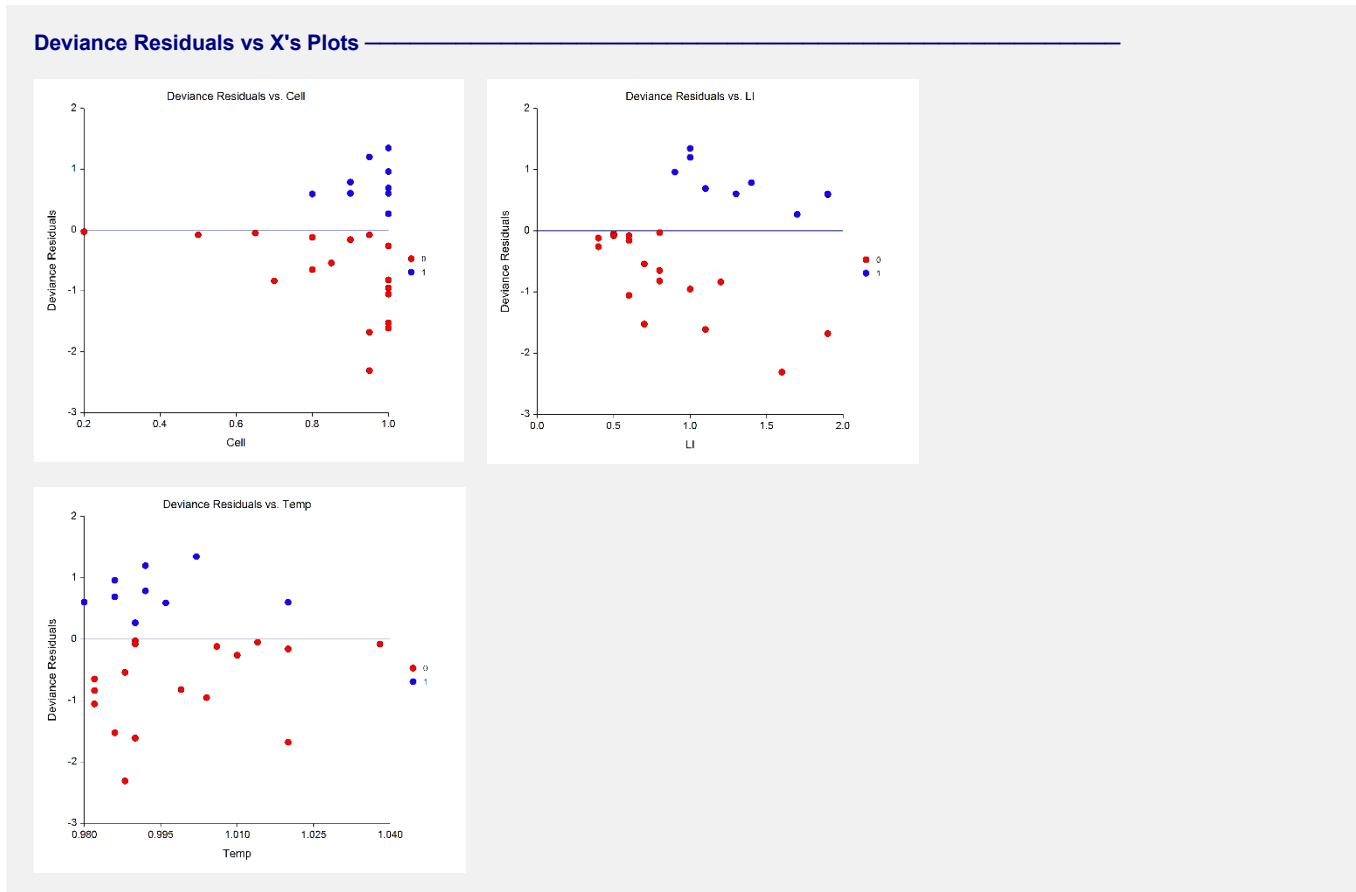 Deviance Residuals vs X's Plots
Deviance Residuals vs. Cell
2
1
0
-1
-2
-3
Deviance Residuals
0.2 0.4 0.6 0.8 1.0
Cell
0
1
Deviance Residuals vs. LI
2
1
0
-1
-2
-3
Deviance Residuals
0.0 0.5 1.0 1.5 2.0
LI
0
1
Deviance Residuals vs. Temp
2
1
0
-1
-2
-3
Deviance Residuals
0.980 0.995 1.010 1.025 1.040
Temp
0
1